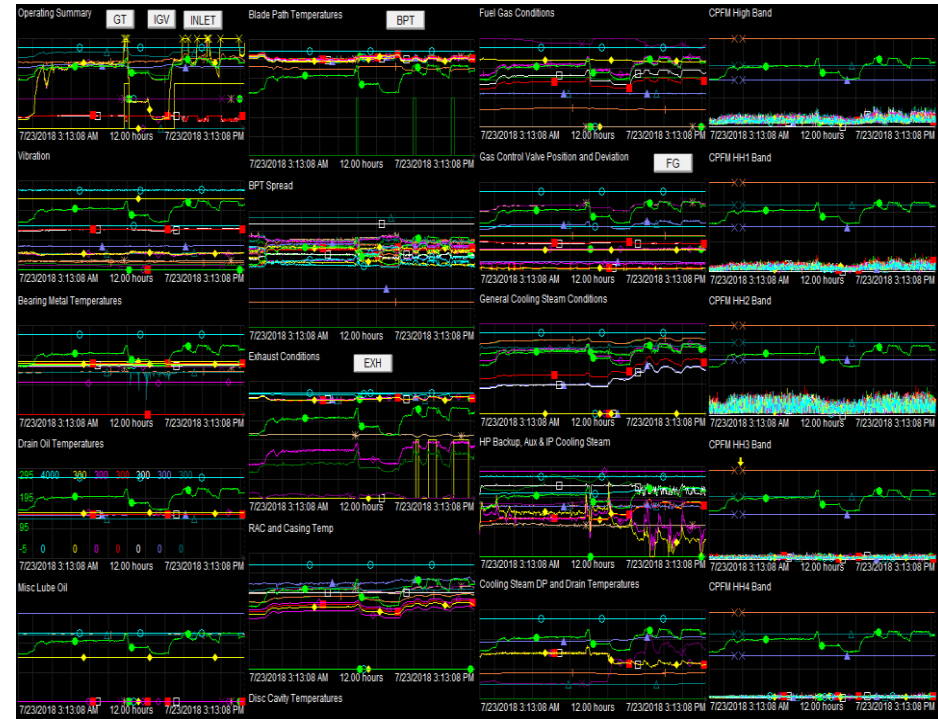 Operating Summary GT IGV INLET
7/23/2018 3:13:08 AM 12.00 hours 7/23/2018 3:13:08 PM
Vibration
7/23/2018 3:13:08 AM 12.00 hours 7/23/2018 3:13:08 PM
Bearing Metal Temperatures
7/23/2018 3:13:08 AM 12.00 hours 7/23/2018 3:13:08 PM
Drain Oil Temperatures
295 4000 300 300 300 300 300 300
195
95
-5 0 0 0 0 0 0 0
7/23/2018 3:13:08 AM 12.00 hours 7/23/2018 3:13:08 PM
Misc Lube Oil
7/23/2018 3:13:08 AM 12.00 hours 7/23/2018 3:13:08 PM
Blade Path Temperatures BPT
7/23/2018 3:13:08 AM 12.00 hours 7/23/2018 3:13:08 PM
BPT Spread
7/23/2018 3:13:08 AM 12.00 hours 7/23/2018 3:13:08 PM
Exhaust Conditions
EXH
7/23/2018 3:13:08 AM 12.00 hours 7/23/2018 3:13:08 PM
RAC and Casing Temp
7/23/2018 3:13:08 AM 12.00 hours 7/23/2018 3:13:08 PM
Disc Cavity Temperatures
Fuel Gas Conditions
7/23/2018 3:13:08 AM 12.00 hours 7/23/2018 3:13:08 PM
Gas Control Valve Position and Deviation FG
7/23/2018 3:13:08 AM 12.00 hours 7/23/2018 3:13:08 PM
General Cooling Steam Conditions
7/23/2018 3:13:08 AM 12.00 hours 7/23/2018 3:13:08 PM
HP Backup, Aux & IP Cooling Steam
7/23/2018 3:13:08 AM 12.00 hours 7/23/2018 3:13:08 PM
Cooling Steam DP and Drain Temperatures
7/23/2018 3:13:08 AM 12.00 hours 7/23/2018 3:13:08 PM
CPFM High Band
7/23/2018 3:13:08 AM 12.00 hours 7/23/2018 3:13:08 PM
CPFM HH1 Band
7/23/2018 3:13:08 AM 12.00 hours 7/23/2018 3:13:08 PM
CPFM HH2 Band
7/23/2018 3:13:08 AM 12.00 hours 7/23/2018 3:13:08 PM
CPFM HH3 Band
7/23/2018 3:13:08 AM 12.00 hours 7/23/2018 3:13:08 PM
CPFM HH4 Band
7/23/2018 3:13:08 AM 12.00 hours 7/23/2018 3:13:08 PM